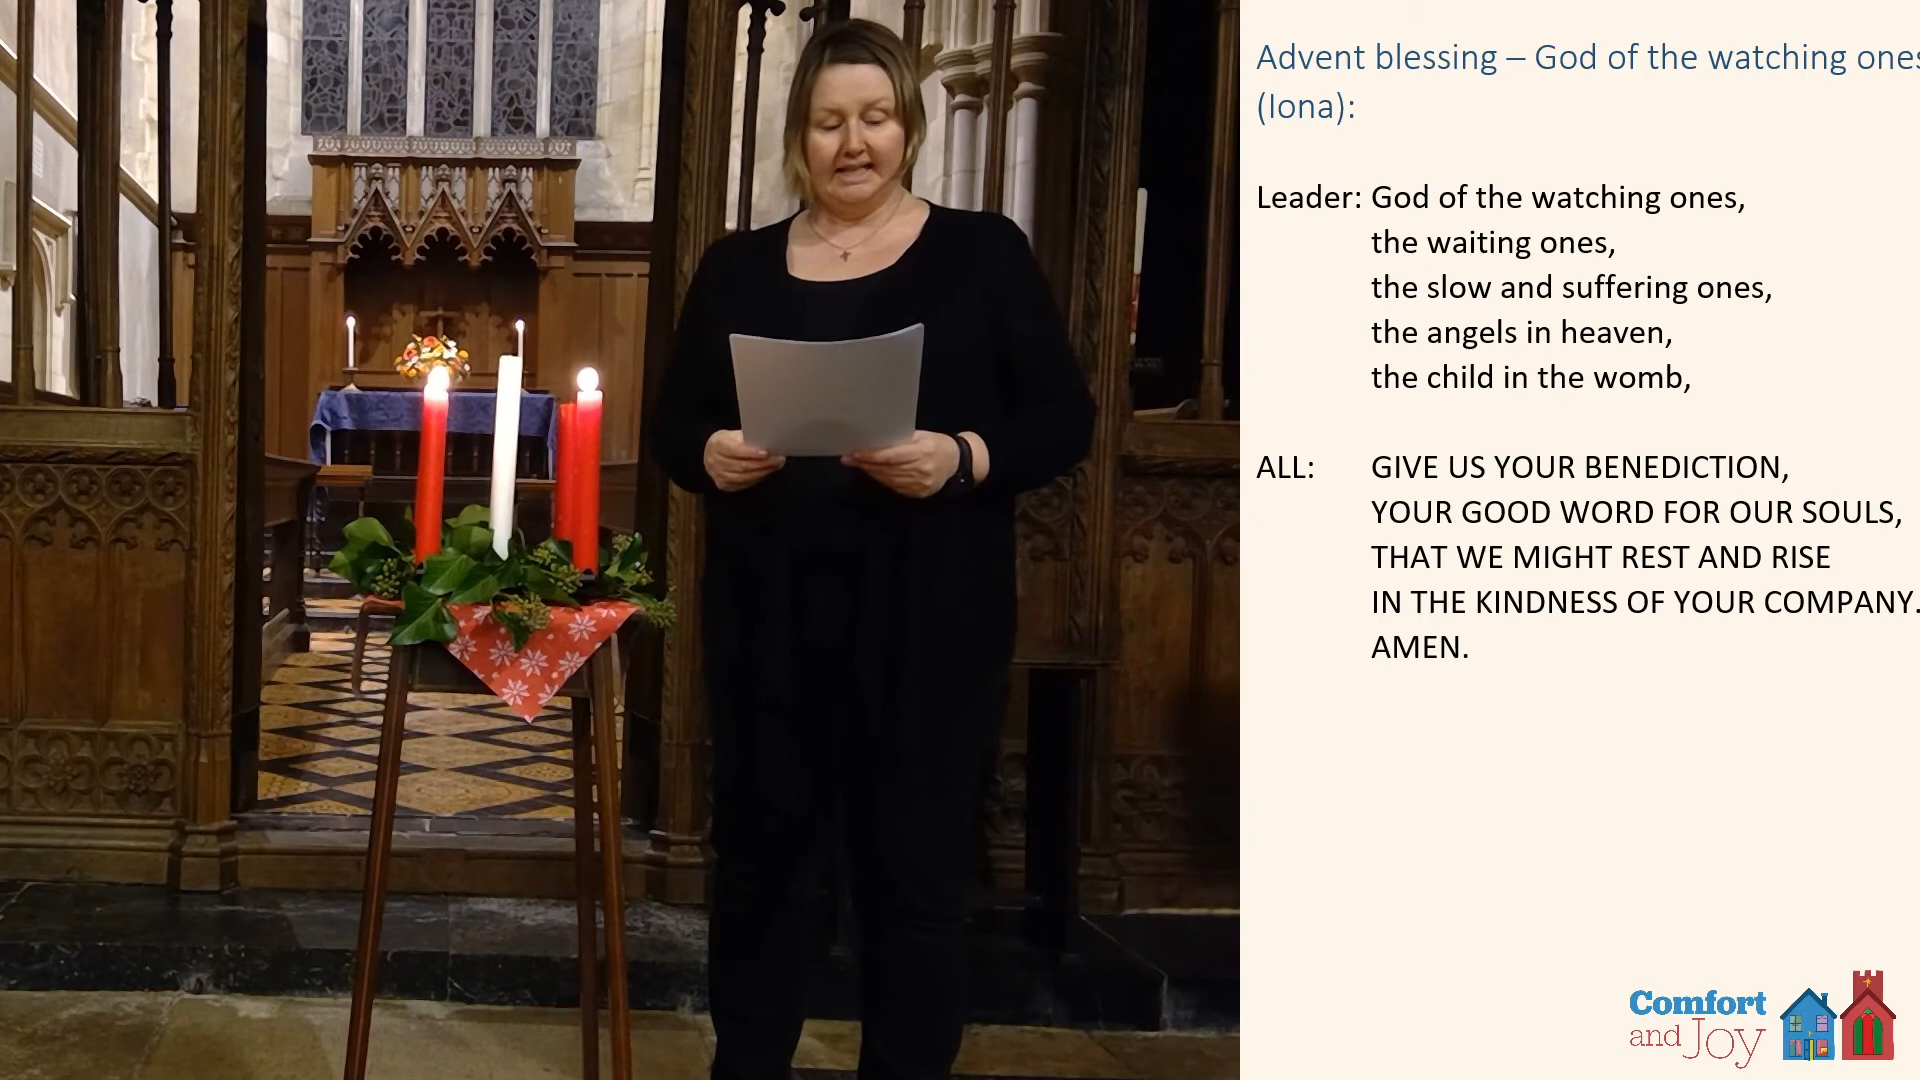 Advent blessing – God of the watching ones
(Iona):
Leader: God of the watching ones,
the waiting ones,
the slow and suffering ones,
the angels in heaven,
the child in the womb,
ALL: GIVE US YOUR BENEDICTION,
YOUR GOOD WORD FOR OUR SOULS,
THAT WE MIGHT REST AND RISE
IN THE KINDNESS OF YOUR COMPANY.
AMEN.
Comfort
and Joy